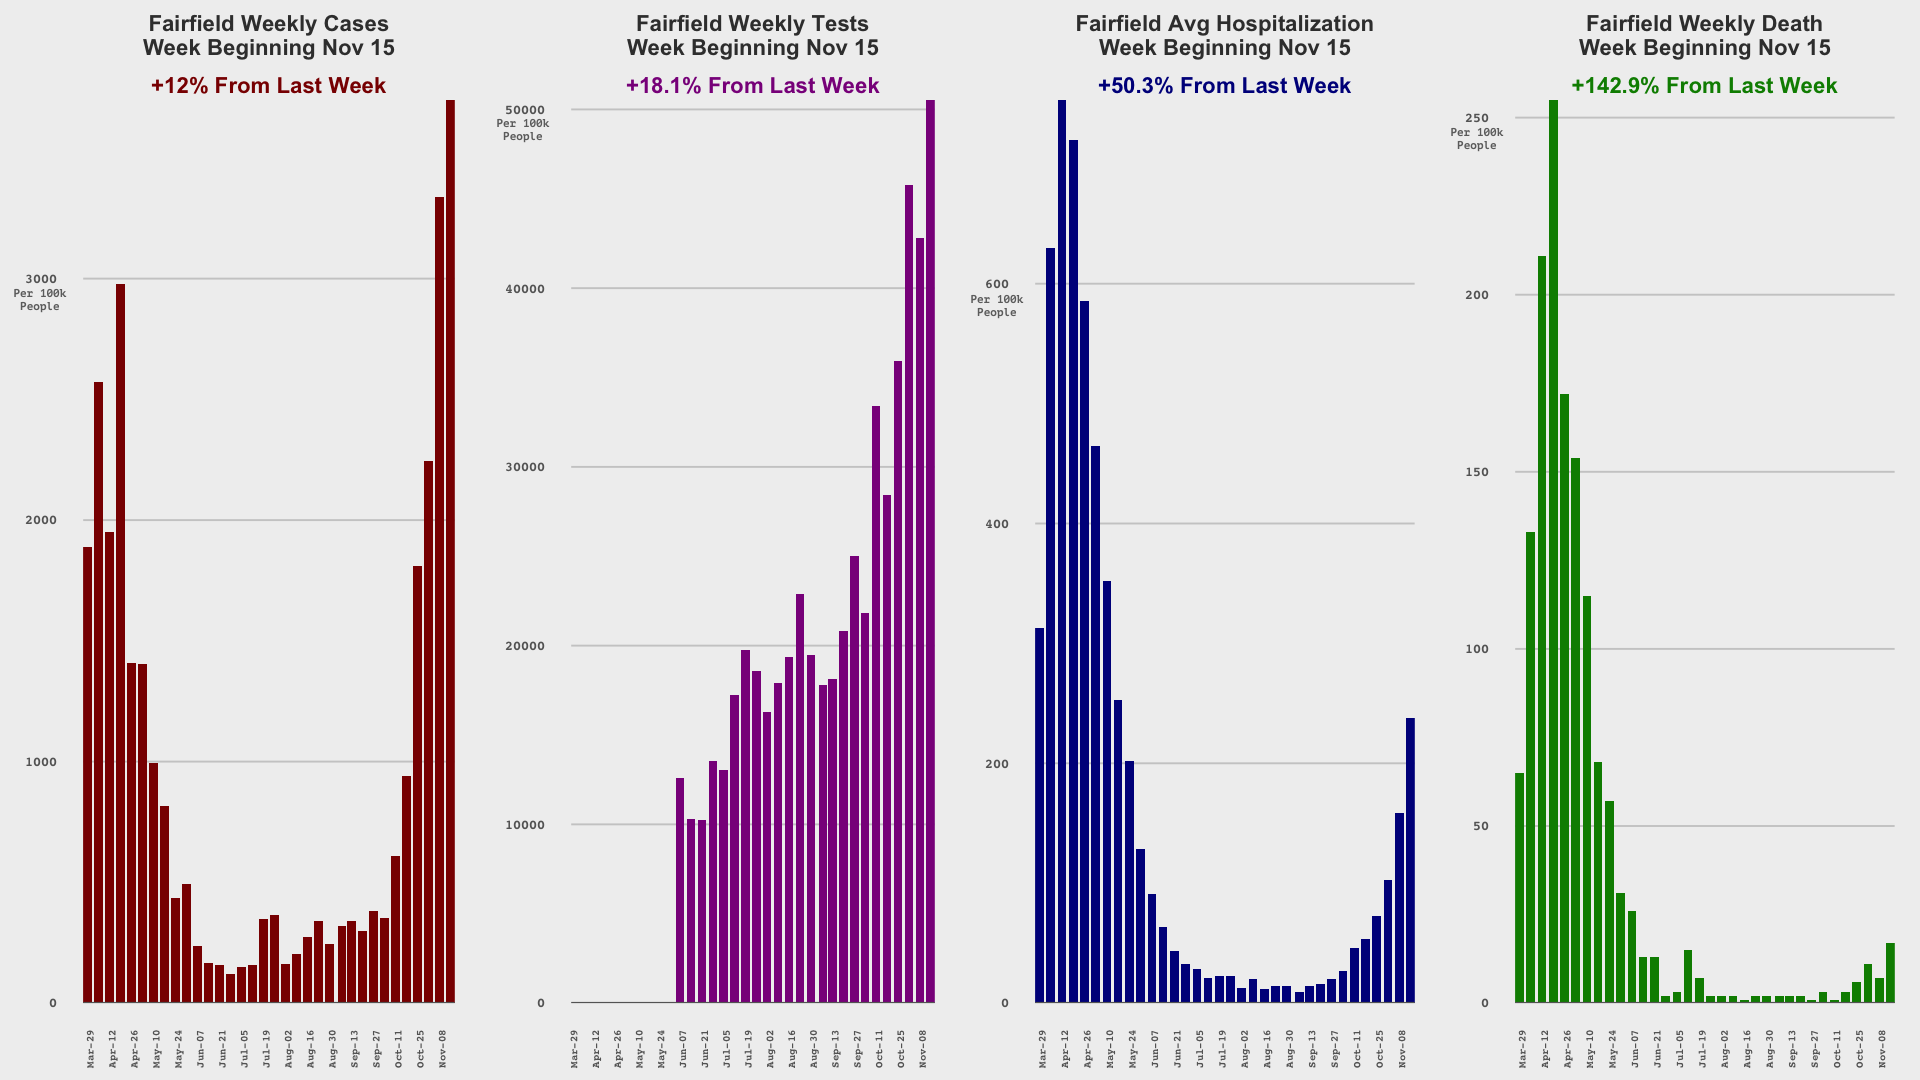 Fairfield Weekly Cases
Week Beginning Nov 15
+12% From Last Week
3000
Per 100k
People
2000
1000
0
Mar-29
Apr-12
Apr-26
May-10
May-24
Jun-07
Jun-21
Jul-05
Jul-19
Aug-02
Aug-16
Aug-30
Sep-13
Sep-27
Oct-11
Oct-25
Nov-08
Fairfield Weekly Tests
Week Beginning Nov 15
+18.1% From Last Week
50000
Per 100k
People
40000
30000
20000
10000
0
Mar-29
Apr-12
Apr-26
May-10
May-24
Jun-07
Jun-21
Jul-05
Jul-19
Aug-02
Aug-16
Aug-30
Sep-13
Sep-27
Oct-11
Oct-25
Nov-08
Fairfield Avg Hospitalization
Week Beginning Nov 15
+50.3% From Last Week
600
Per 100k
People
400
200
0
Mar-29
Apr-12
Apr-26
May-10
May-24
Jun-07
Jun-21
Jul-05
Jul-19
Aug-02
Aug-16
Aug-30
Sep-13
Sep-27
Oct-11
Oct-25
Nov-08
Fairfield Weekly Death
Week Beginning Nov 15
+142.9% From Last Week
250
Per 100k
People
200
150
100
50
0
Mar-29
Apr-12
Apr-26
May-10
May-24
Jun-07
Jun-21
Jul-05
Jul-19
Aug-02
Aug-16
Aug-30
Sep-13
Sep-27
Oct-11
Oct-25
Nov-08